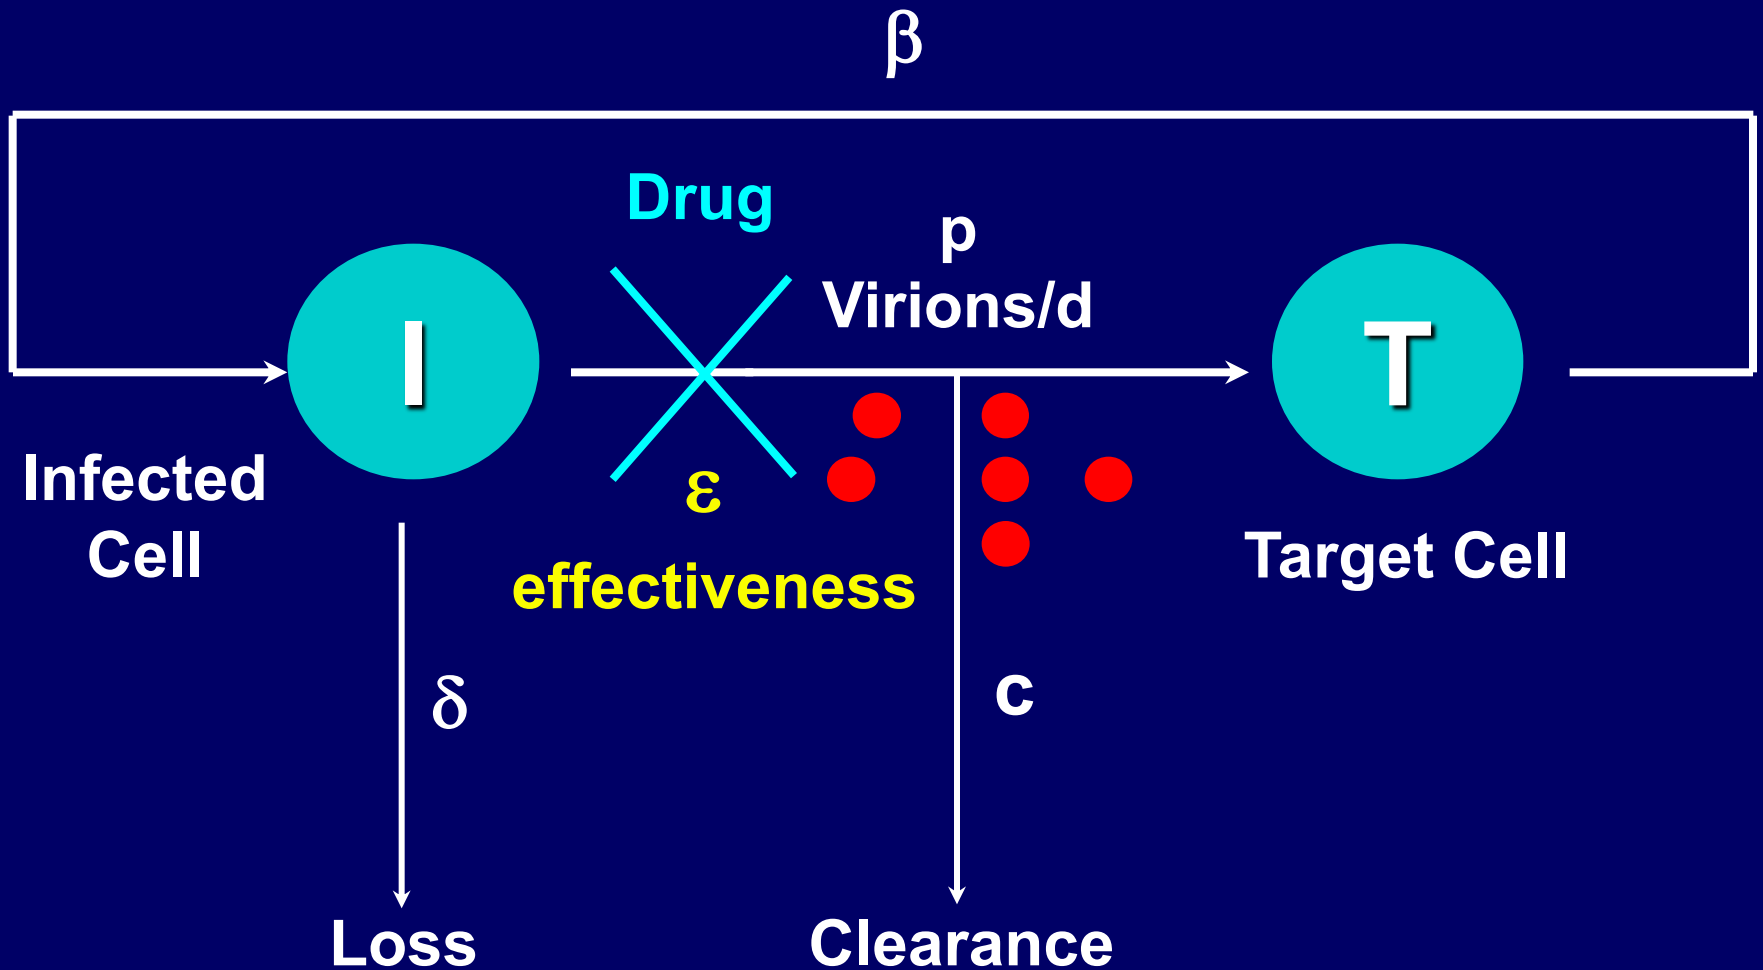 β
Drug
p
Virions/d
I
T
Infected
Cell
ε
effectiveness
Target Cell
δ
c
Loss
Clearance